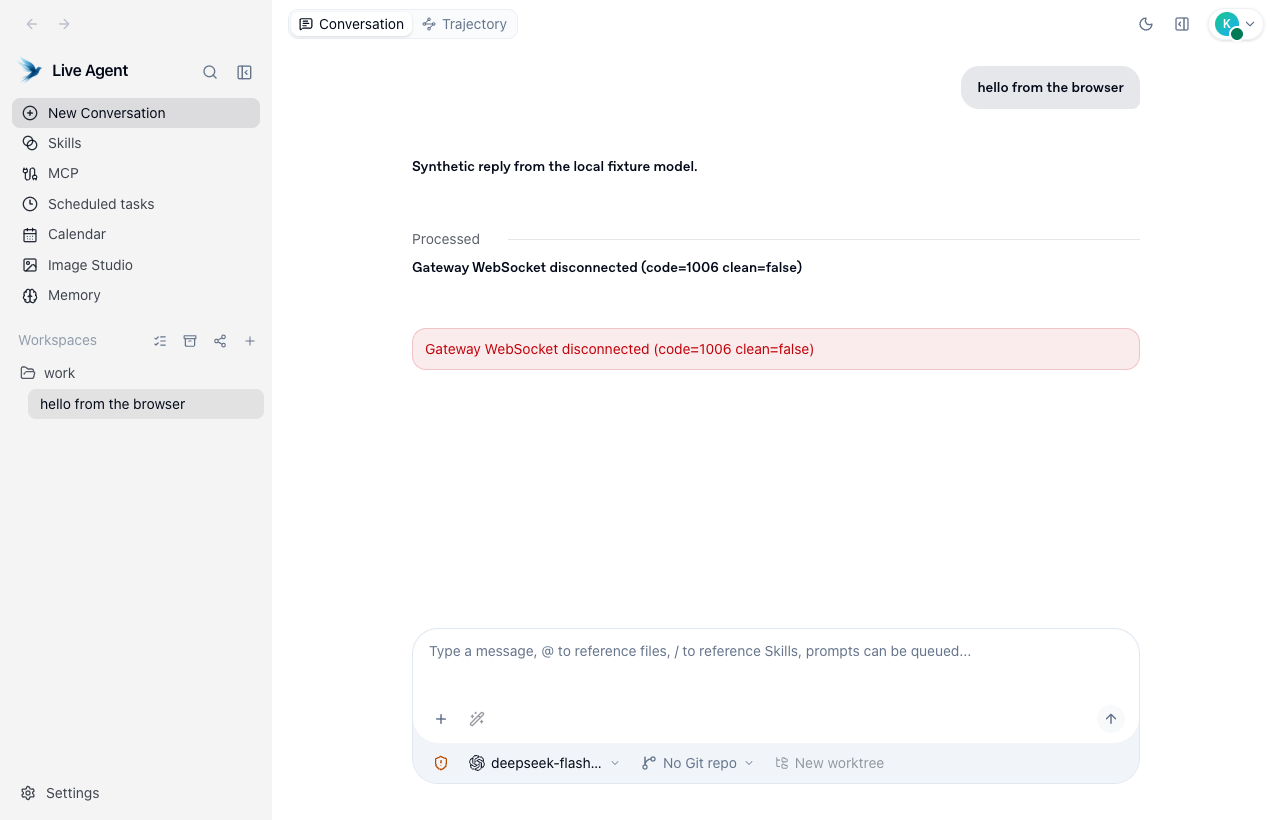 Conversation
Trajectory
K
Live Agent
New Conversation
Skills
MCP
Scheduled tasks
Calendar
Image Studio
Memory
Workspaces
work
hello from the browser
Settings
hello from the browser
Synthetic reply from the local fixture model.
Processed
Gateway WebSocket disconnected (code=1006 clean=false)
Gateway WebSocket disconnected (code=1006 clean=false)
Type a message, @ to reference files, / to reference Skills, prompts can be queued...
deepseek-flash...
No Git repo
New worktree